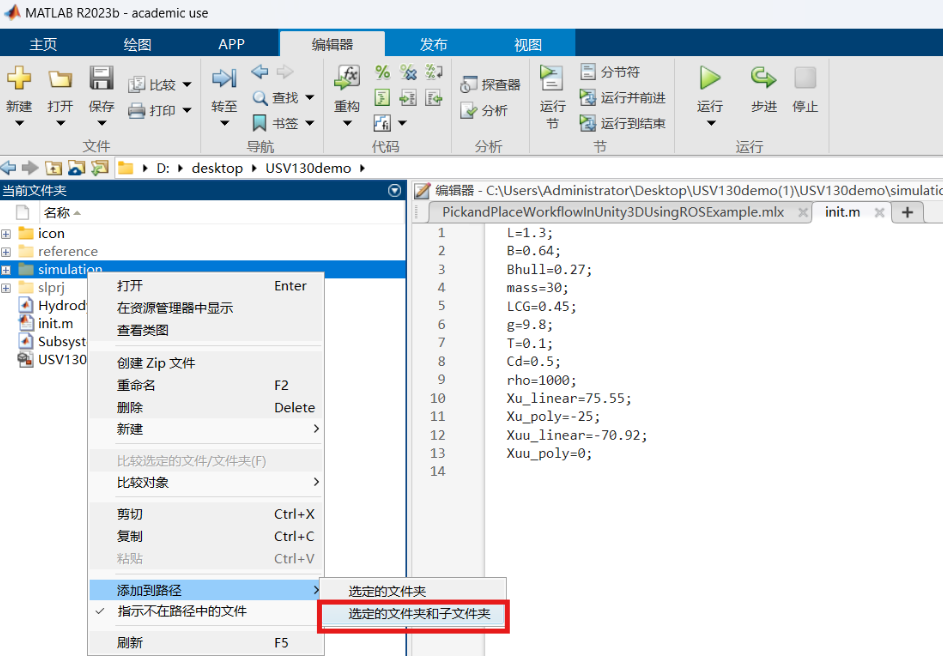 MATLAB R2023b - academic use
主页 绘图 APP 编辑器 发布 视图
新建 打开 保存 比较 打印 转至 查找 书签 重构 探查器 分析 运行节 分节符 运行并前进 运行到结束 运行 步进 停止
文件 导航 代码 分析 节 运行
D: desktop USV130demo
当前文件夹
编辑器 - C:\Users\Administrator\Desktop\USV130demo(1)\USV130demo\simulatio
名称
PickandPlaceWorkflowInUnity3DUsingROSExample.mlx init.m
icon
reference
simulation
slprj
Hydrody
init.m
Subsyst
USV130
打开 Enter
在资源管理器中显示
查看类图
创建 Zip 文件
重命名 F2
删除 Delete
新建
比较选定的文件/文件夹(F)
比较对象
剪切 Ctrl+X
复制 Ctrl+C
粘贴 Ctrl+V
添加到路径
指示不在路径中的文件
刷新 F5
选定的文件夹
选定的文件夹和子文件夹
1 L=1.3;
2 B=0.64;
3 Bhull=0.27;
4 mass=30;
5 LCG=0.45;
6 g=9.8;
7 T=0.1;
8 Cd=0.5;
9 rho=1000;
10 Xu_linear=75.55;
11 Xu_poly=-25;
12 Xuu_linear=-70.92;
13 Xuu_poly=0;
14